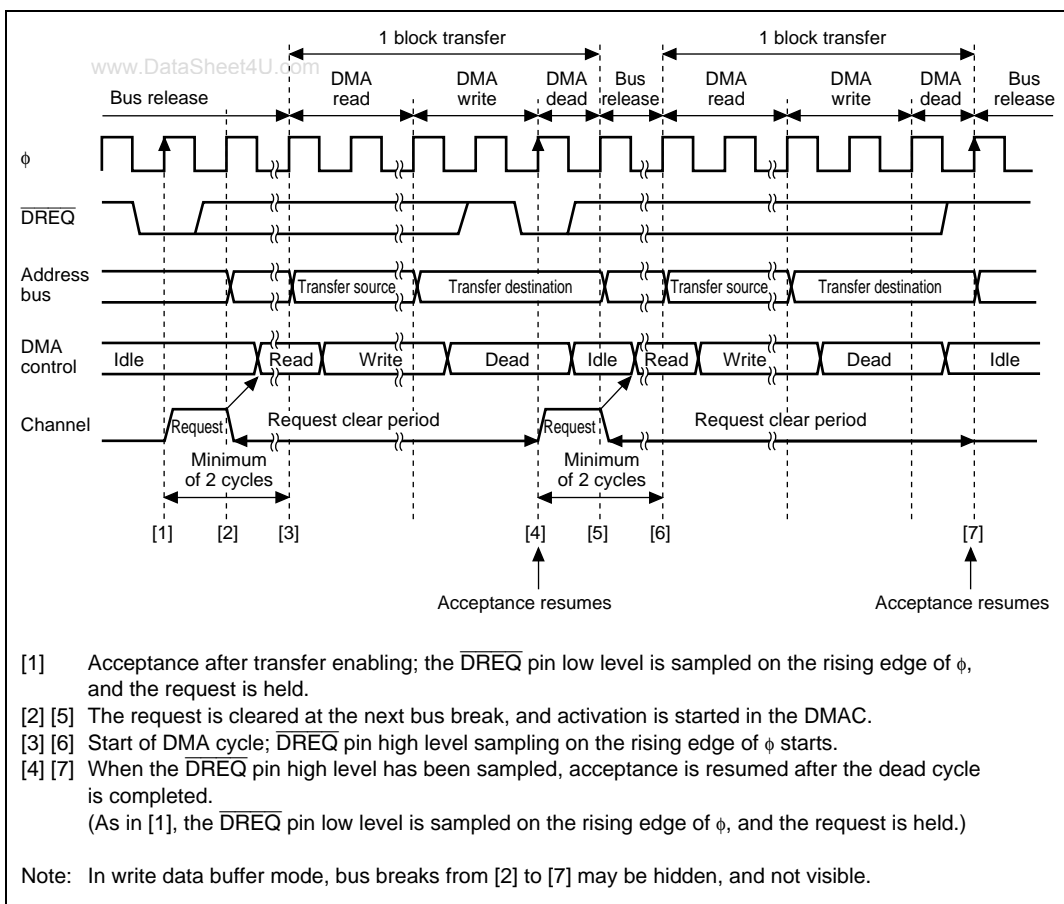 1 block transfer 1 block transfer
www.DataSheet4U.com
DMA read DMA write DMA dead Bus release DMA read DMA write DMA dead Bus release
Bus release
ϕ
DREQ
Address bus
Transfer source Transfer destination Transfer source Transfer destination
DMA control
Idle Read Write Dead Idle Read Write Dead Idle
Channel
Request Request clear period Request Request clear period
Minimum of 2 cycles Minimum of 2 cycles
[1] [2] [3] [4] [5] [6] [7]
Acceptance resumes Acceptance resumes
[1] Acceptance after transfer enabling; the DREQ pin low level is sampled on the rising edge of ϕ,
and the request is held.
[2] [5] The request is cleared at the next bus break, and activation is started in the DMAC.
[3] [6] Start of DMA cycle; DREQ pin high level sampling on the rising edge of ϕ starts.
[4] [7] When the DREQ pin high level has been sampled, acceptance is resumed after the dead cycle
is completed.
(As in [1], the DREQ pin low level is sampled on the rising edge of ϕ, and the request is held.)
Note: In write data buffer mode, bus breaks from [2] to [7] may be hidden, and not visible.